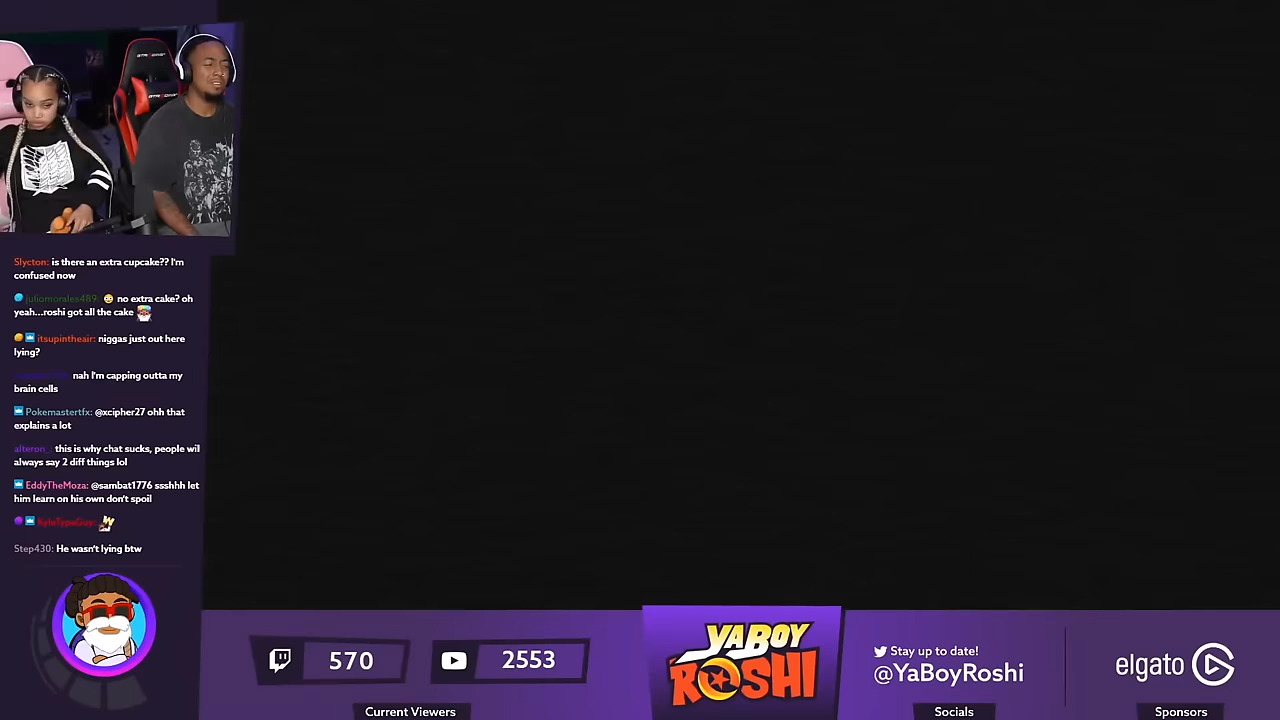 Slycton: is there an extra cupcake?? I'm
confused now
juliomorales489: no extra cake? oh
yeah...roshi got all the cake
itsupintheair: niggas just out here
lying?
nah I'm capping outta my
brain cells
Pokemastertfx: @xcipher27 ohh that
explains a lot
alteron_: this is why chat sucks, people will
always say 2 diff things lol
EddyTheMoza: @sambat1776 ssshhh let
him learn on his own don't spoil
KyleTypeGuy:
Step430: He wasn't lying btw
570
2553
Current Viewers
YABOY
ROSHI
Stay up to date!
@YaBoyRoshi
Socials
elgato
Sponsors